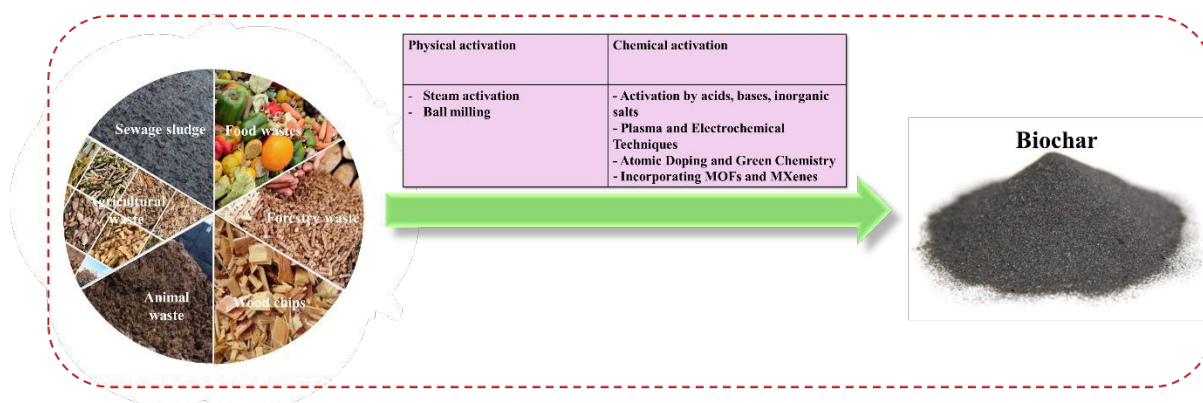 Sewage sludge
Food wastes
Agricultural
waste
Forestry waste
Animal
waste
Wood chips
Physical activation
Chemical activation
- Steam activation
- Ball milling
- Activation by acids, bases, inorganic
salts
- Plasma and Electrochemical
Techniques
- Atomic Doping and Green Chemistry
- Incorporating MOFs and MXenes
Biochar